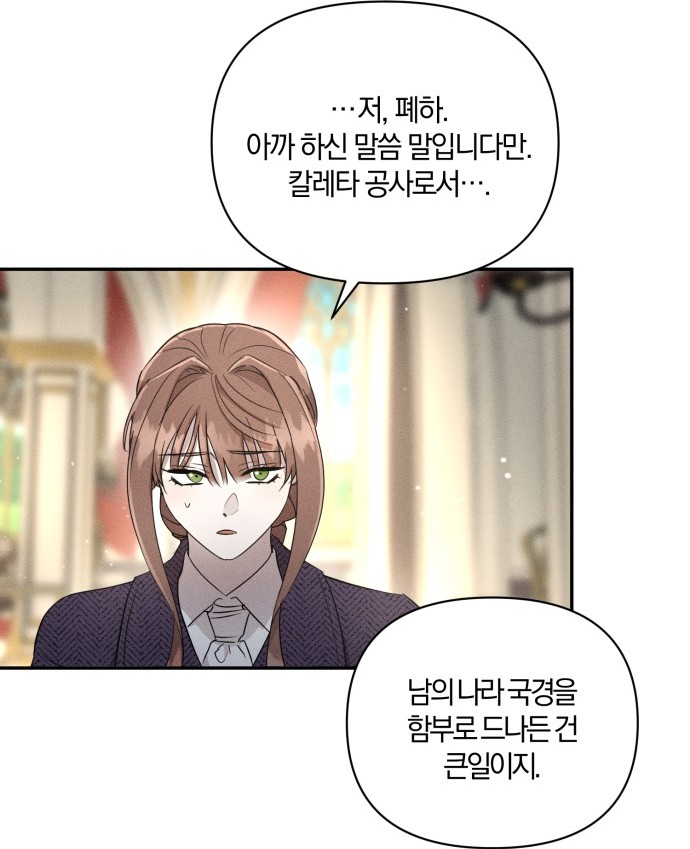 …저, 폐하.
아까 하신 말씀 말입니다만.
칼레타 공사로서….
남의 나라 국경을
함부로 드나든 건
큰일이지.